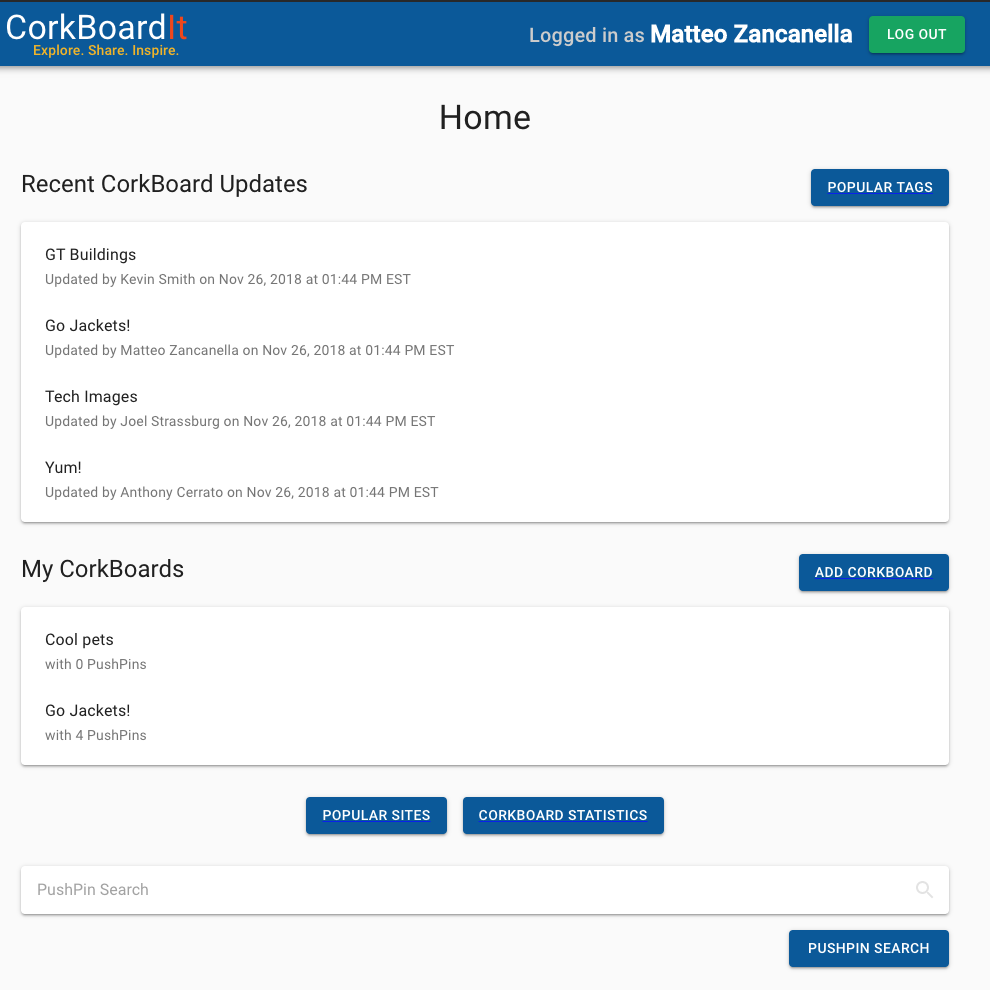 CorkBoardIt
Explore. Share. Inspire.
Logged in as Matteo Zancanella
LOG OUT
Home
Recent CorkBoard Updates
POPULAR TAGS
GT Buildings
Updated by Kevin Smith on Nov 26, 2018 at 01:44 PM EST
Go Jackets!
Updated by Matteo Zancanella on Nov 26, 2018 at 01:44 PM EST
Tech Images
Updated by Joel Strassburg on Nov 26, 2018 at 01:44 PM EST
Yum!
Updated by Anthony Cerrato on Nov 26, 2018 at 01:44 PM EST
My CorkBoards
ADD CORKBOARD
Cool pets
with 0 PushPins
Go Jackets!
with 4 PushPins
POPULAR SITES
CORKBOARD STATISTICS
PushPin Search
PUSHPIN SEARCH